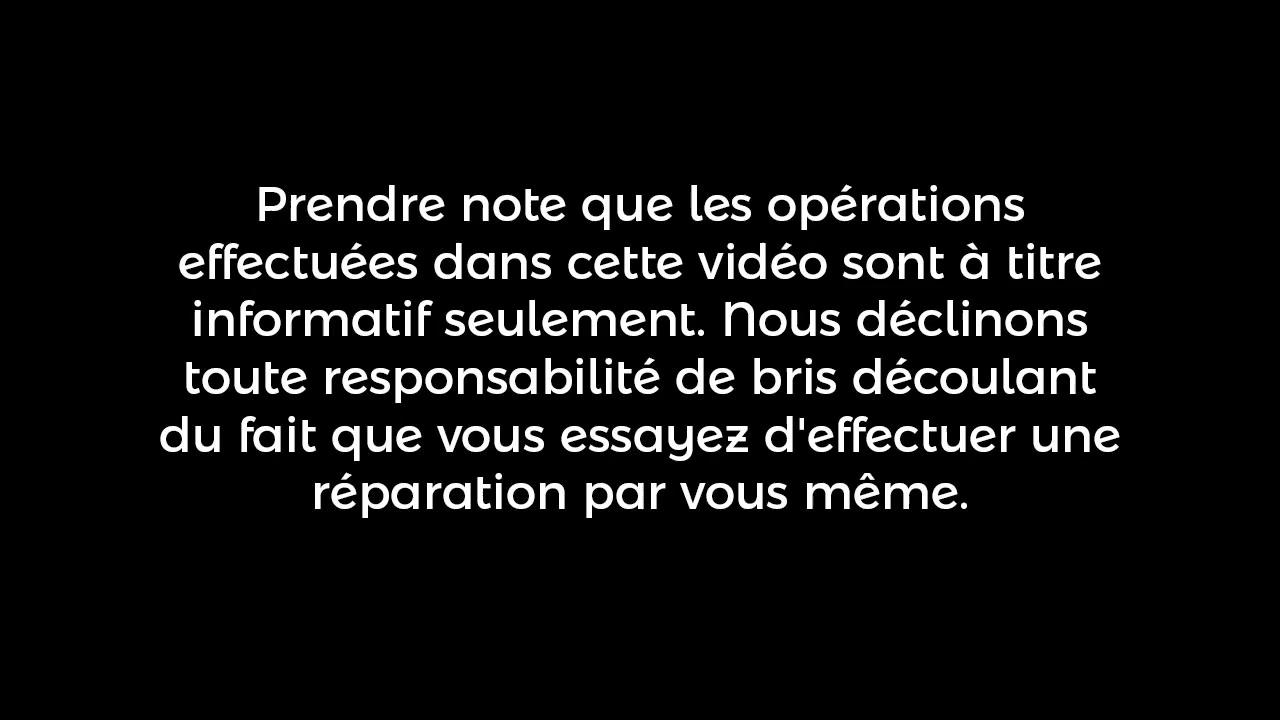 Prendre note que les opérations
effectuées dans cette vidéo sont à titre
informatif seulement. Nous déclinons
toute responsabilité de bris découlant
du fait que vous essayez d'effectuer une
réparation par vous même.